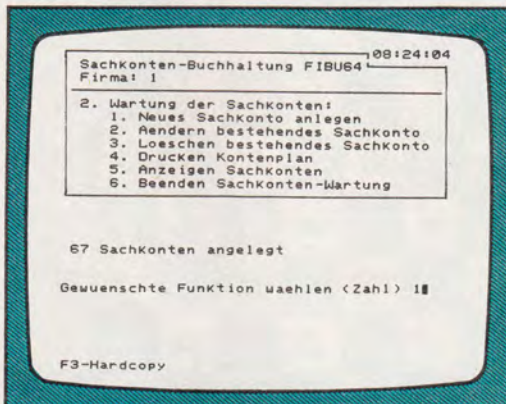 08:24:04
Sachkonten-Buchhaltung FIBU64
Firma: 1
2. Wartung der Sachkonten:
1. Neues Sachkonto anlegen
2. Aendern bestehendes Sachkonto
3. Loeschen bestehendes Sachkonto
4. Drucken Kontenplan
5. Anzeigen Sachkonten
6. Beenden Sachkonten-Wartung
67 Sachkonten angelegt
Gewuenschte Funktion waehlen (Zahl) 1
F3-Hardcopy